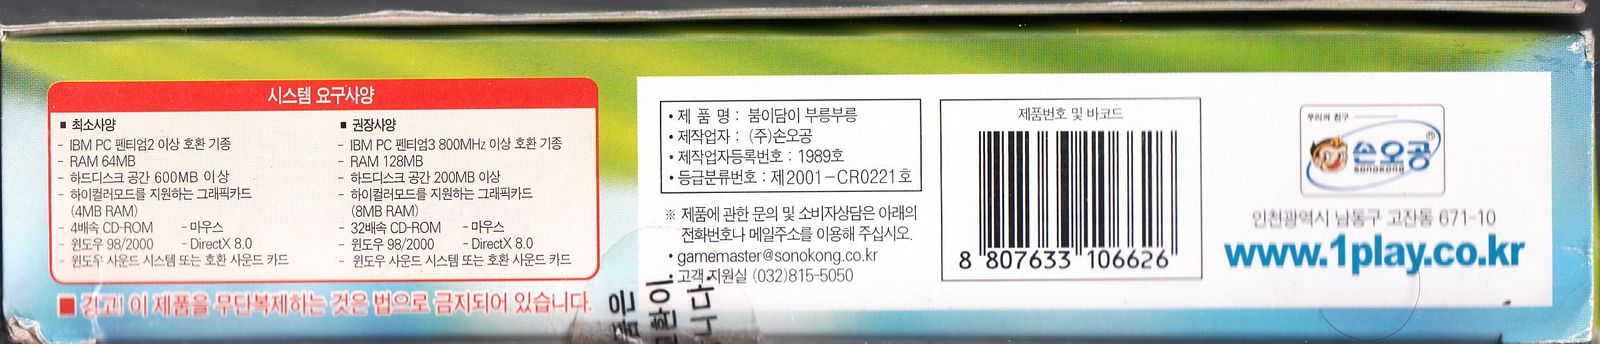 시스템 요구사양
■ 최소사양
- IBM PC 펜티엄2 이상 호환 기종
- RAM 64MB
- 하드디스크 공간 600MB 이상
- 하이컬러모드를 지원하는 그래픽카드
(4MB RAM)
- 4배속 CD-ROM - 마우스
- 윈도우 98/2000 - DirectX 8.0
- 윈도우 사운드 시스템 또는 호환 사운드 카드
■ 권장사양
- IBM PC 펜티엄3 800MHz 이상 호환 기종
- RAM 128MB
- 하드디스크 공간 200MB 이상
- 하이컬러모드를 지원하는 그래픽카드
(8MB RAM)
- 32배속 CD-ROM - 마우스
- 윈도우 98/2000 - DirectX 8.0
- 윈도우 사운드 시스템 또는 호환 사운드 카드
■ 경고! 이 제품을 무단복제하는 것은 법으로 금지되어 있습니다.
• 제 품 명 : 붐이담이 부릉부릉
• 제작업자 : (주)손오공
• 제작업자등록번호 : 1989호
• 등급분류번호 : 제2001-CR0221호
※ 제품에 관한 문의 및 소비자상담은 아래의
전화번호나 메일주소를 이용해 주십시오.
• gamemaster@sonokong.co.kr
• 고객 지원실 (032)815-5050
품은
교환이.
니다.
제품번호 및 바코드
8 807633 106626
우리의 친구
손오공
SONOKONG
인천광역시 남동구 고잔동 671-10
www.1play.co.kr